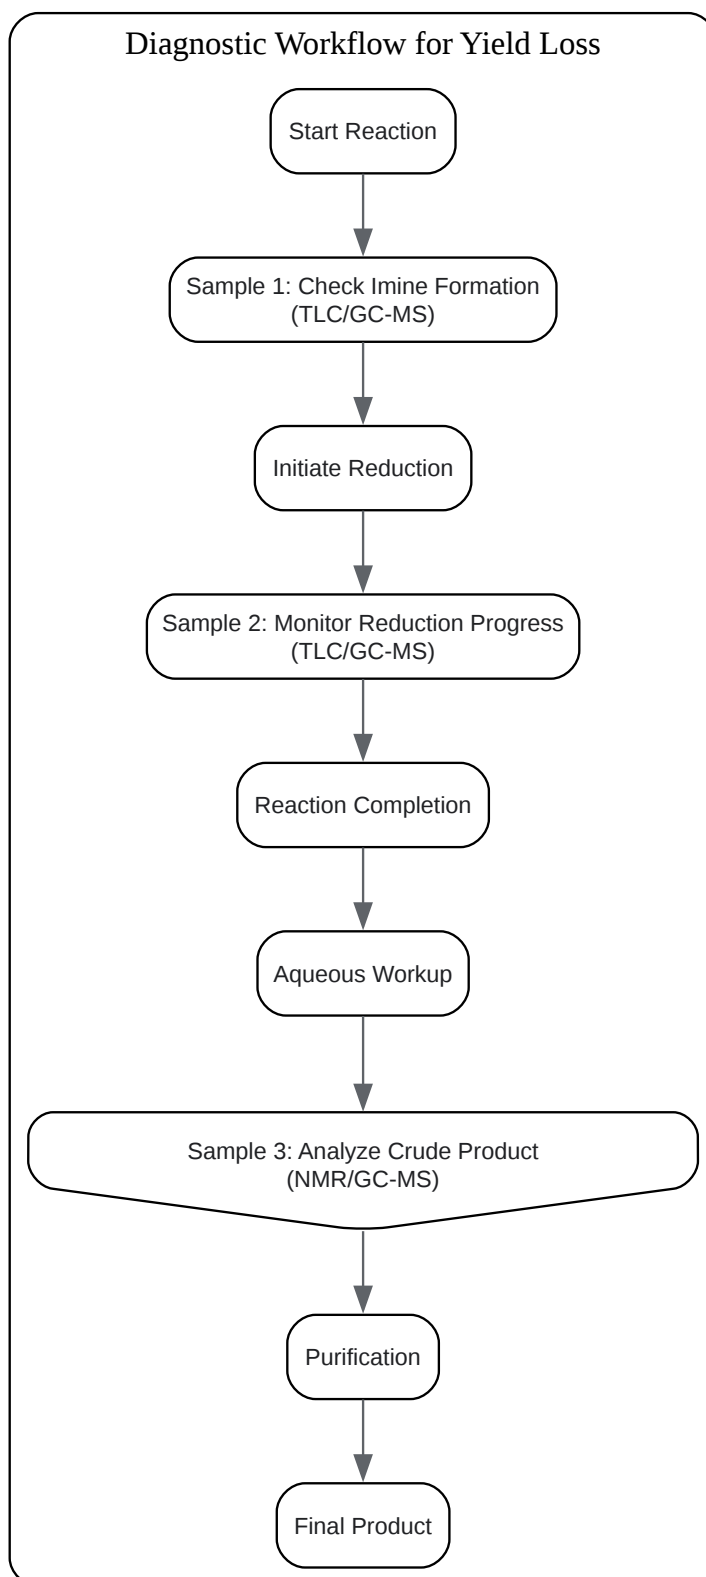 Diagnostic Workflow for Yield Loss
Start Reaction
Sample 1: Check Imine Formation
(TLC/GC-MS)
Initiate Reduction
Sample 2: Monitor Reduction Progress
(TLC/GC-MS)
Reaction Completion
Aqueous Workup
Sample 3: Analyze Crude Product
(NMR/GC-MS)
Purification
Final Product